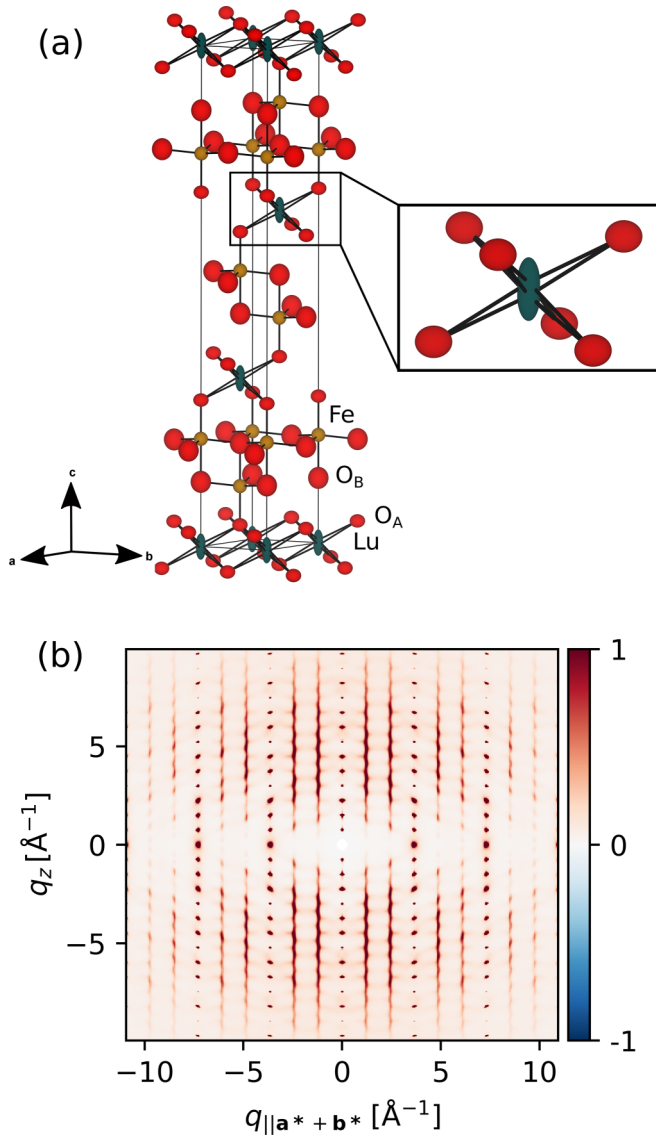 (a)
Fe
O_B
O_A
Lu
c
a
b
(b)
1
0
-1
5
0
−5
q_z [Å⁻¹]
−10
−5
0
5
10
q_{||a*+b*} [Å⁻¹]